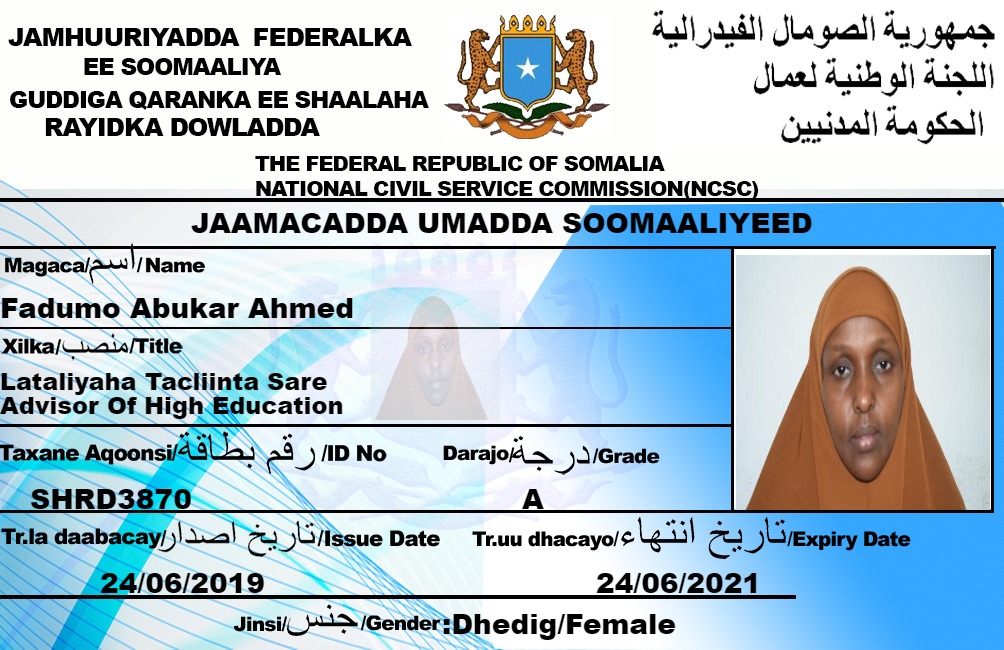 JAMHUURIYADDA FEDERALKA
EE SOOMAALIYA
GUDDIGA QARANKA EE SHAALAHA
RAYIDKA DOWLADDA
جمهورية الصومال الفيدرالية
اللجنة الوطنية لعمال
الحكومة المدنيين
THE FEDERAL REPUBLIC OF SOMALIA
NATIONAL CIVIL SERVICE COMMISSION(NCSC)
JAAMACADDA UMADDA SOOMAALIYEED
Magaca/اسم/Name
Fadumo Abukar Ahmed
Xilka/منصب/Title
Lataliyaha Tacliinta Sare
Advisor Of High Education
Taxane Aqoonsi/رقم بطاقة/ID No
Darajo/درجة/Grade
SHRD3870
A
Tr.la daabacay/تاريخ اصدار/Issue Date
Tr.uu dhacayo/تاريخ انتهاء/Expiry Date
24/06/2019
24/06/2021
Jinsi/جنس/Gender:Dhedig/Female